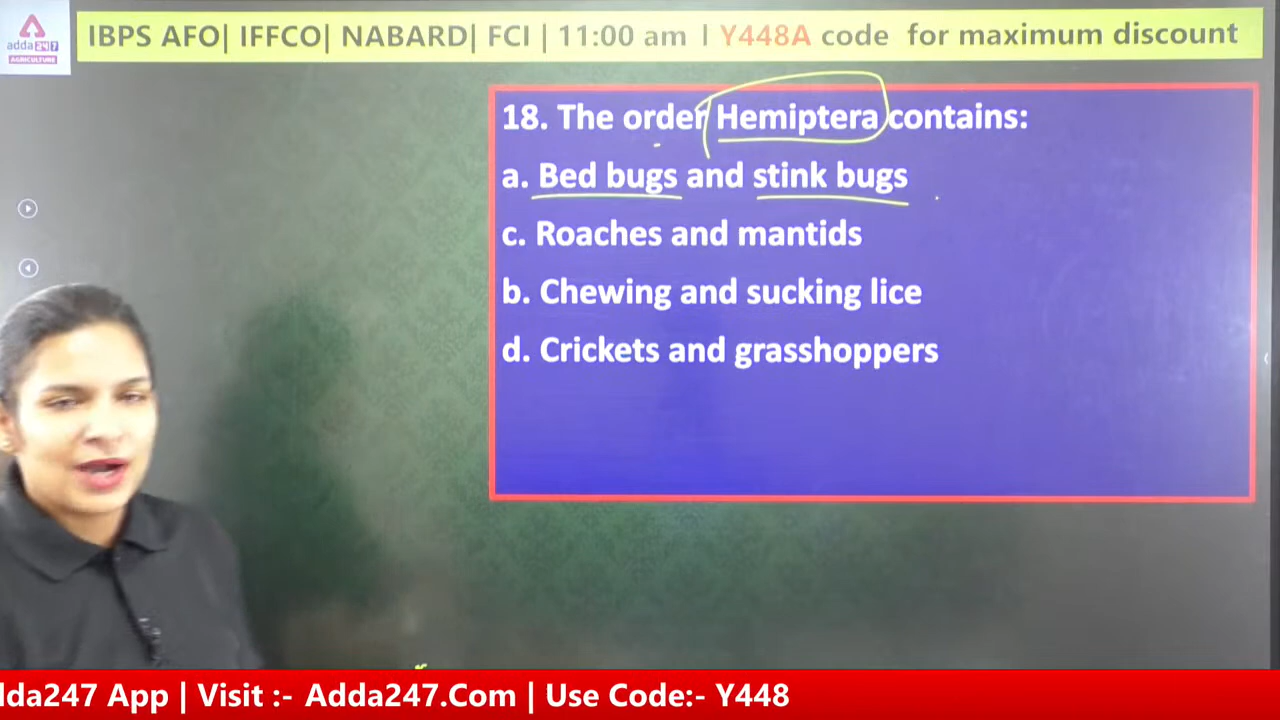 adda247
AGRICULTURE
IBPS AFO| IFFCO| NABARD| FCI | 11:00 am I Y448A code for maximum discount
18. The order Hemiptera contains:
a. Bed bugs and stink bugs
c. Roaches and mantids
b. Chewing and sucking lice
d. Crickets and grasshoppers
dda247 App | Visit :- Adda247.Com | Use Code:- Y448